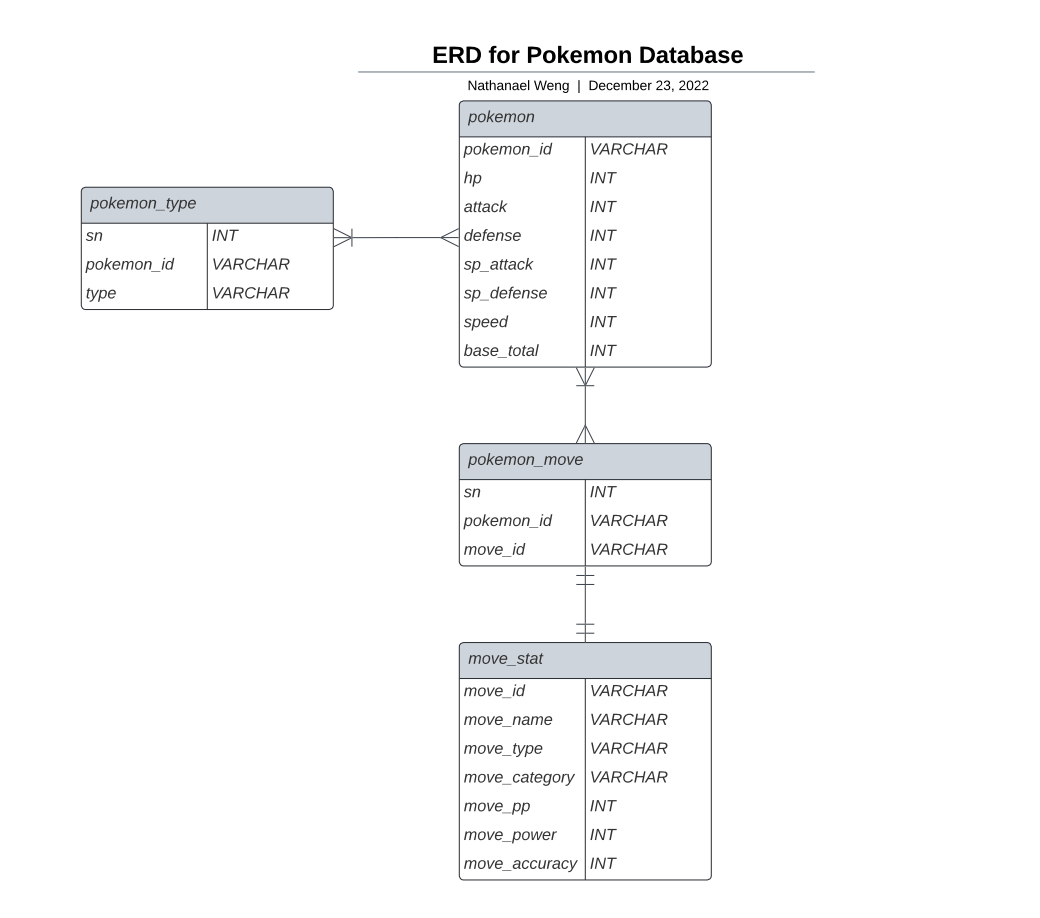 ERD for Pokemon Database
Nathanael Weng | December 23, 2022
pokemon
pokemon_id VARCHAR
hp INT
attack INT
defense INT
sp_attack INT
sp_defense INT
speed INT
base_total INT
pokemon_type
sn INT
pokemon_id VARCHAR
type VARCHAR
pokemon_move
sn INT
pokemon_id VARCHAR
move_id VARCHAR
move_stat
move_id VARCHAR
move_name VARCHAR
move_type VARCHAR
move_category VARCHAR
move_pp INT
move_power INT
move_accuracy INT